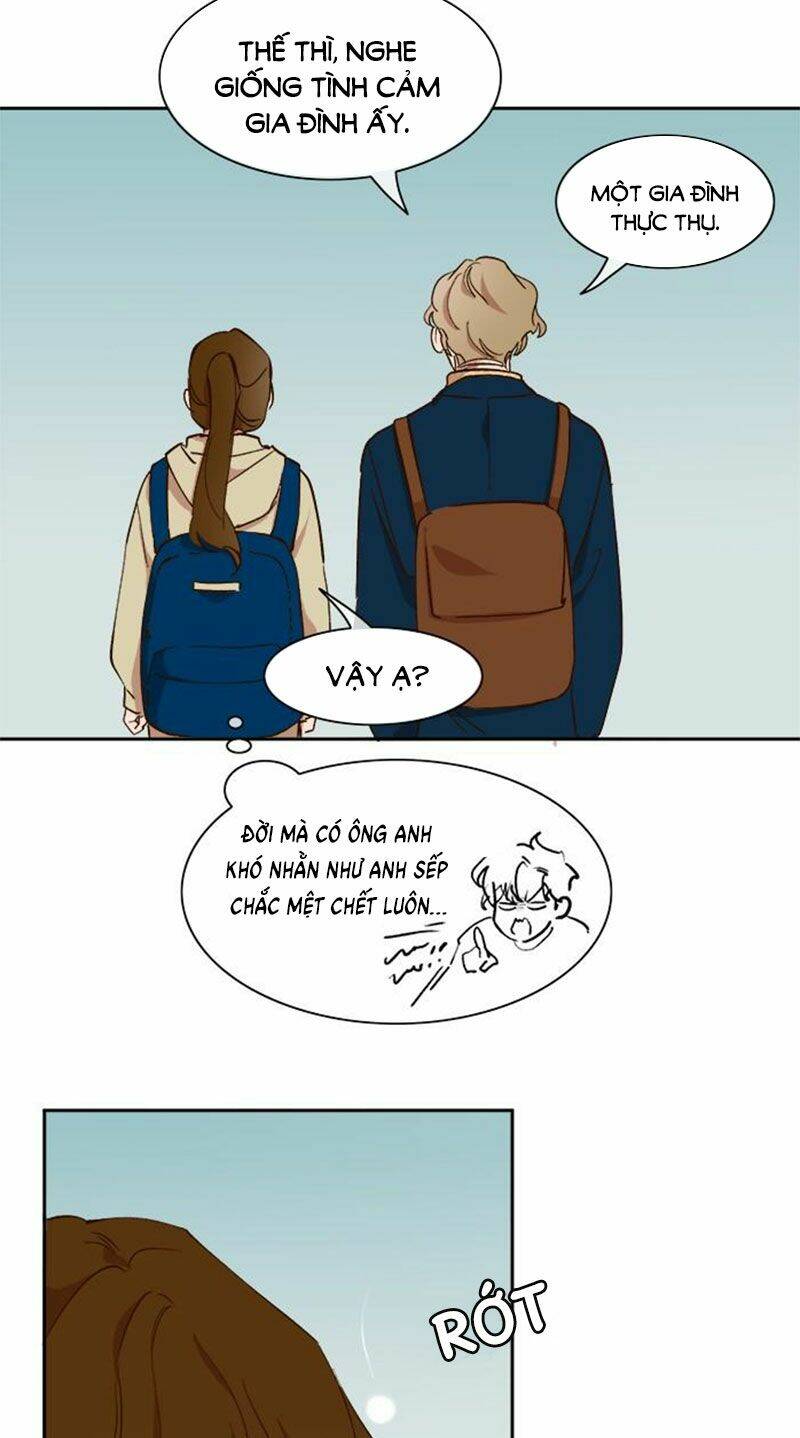 THẾ THÌ, NGHE
GIỐNG TÌNH CẢM
GIA ĐÌNH ẤY.
MỘT GIA ĐÌNH
THỰC THỤ.
VẬY Ạ?
ĐỜI MÀ CÓ ÔNG ANH
KHÓ NHẰN NHƯ ANH SẾP
CHẮC MỆT CHẾT LUÔN...
RỚT